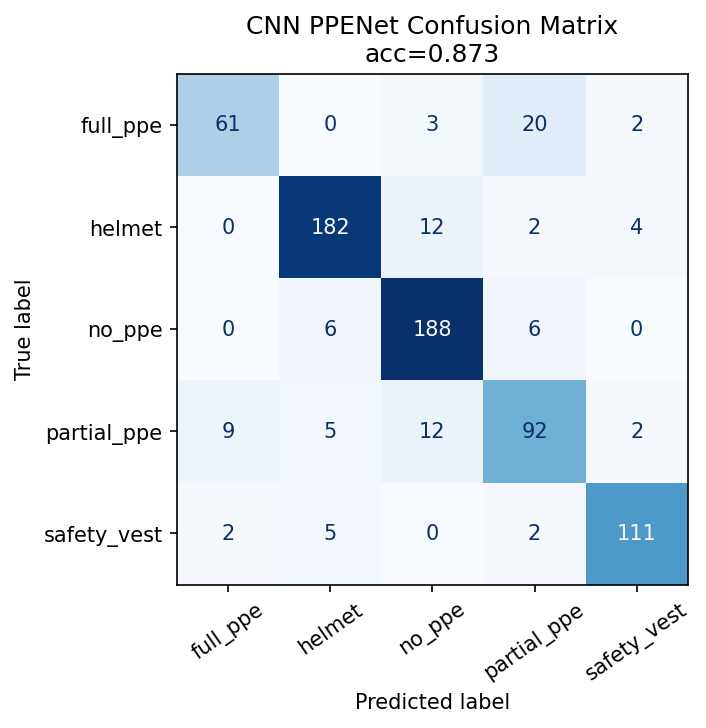 CNN PPENet Confusion Matrix
acc=0.873
full_ppe 61 0 3 20 2
helmet 0 182 12 2 4
no_ppe 0 6 188 6 0
partial_ppe 9 5 12 92 2
safety_vest 2 5 0 2 111
True label
full_ppe helmet no_ppe partial_ppe safety_vest
Predicted label